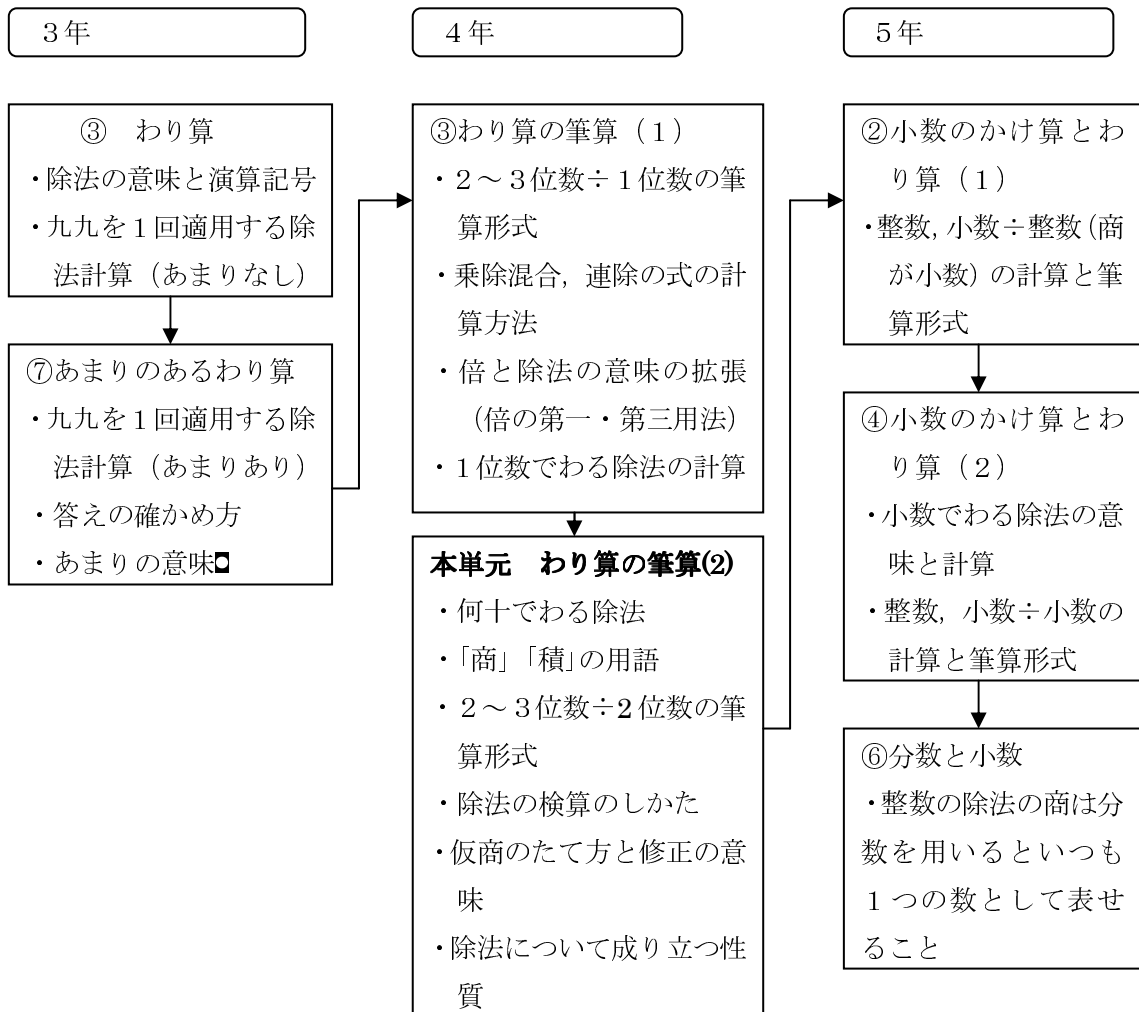 ３年
４年
５年
③　わり算
・除法の意味と演算記号
・九九を１回適用する除
法計算（あまりなし）
⑦あまりのあるわり算
・九九を１回適用する除
法計算（あまりあり）
・答えの確かめ方
・あまりの意味
③わり算の筆算（１）
・２～３位数÷１位数の筆
算形式
・乗除混合，連除の式の計
算方法
・倍と除法の意味の拡張
（倍の第一・第三用法）
・１位数でわる除法の計算
本単元　わり算の筆算(2)
・何十でわる除法
・「商」「積」の用語
・２～３位数÷2位数の筆
算形式
・除法の検算のしかた
・仮商のたて方と修正の意
味
・除法について成り立つ性
質
②小数のかけ算とわ
り算（１）
・整数，小数÷整数（商
が小数）の計算と筆
算形式
④小数のかけ算とわ
り算（２）
・小数でわる除法の意
味と計算
・整数，小数÷小数の
計算と筆算形式
⑥分数と小数
・整数の除法の商は分
数を用いるといつも
１つの数として表せ
ること